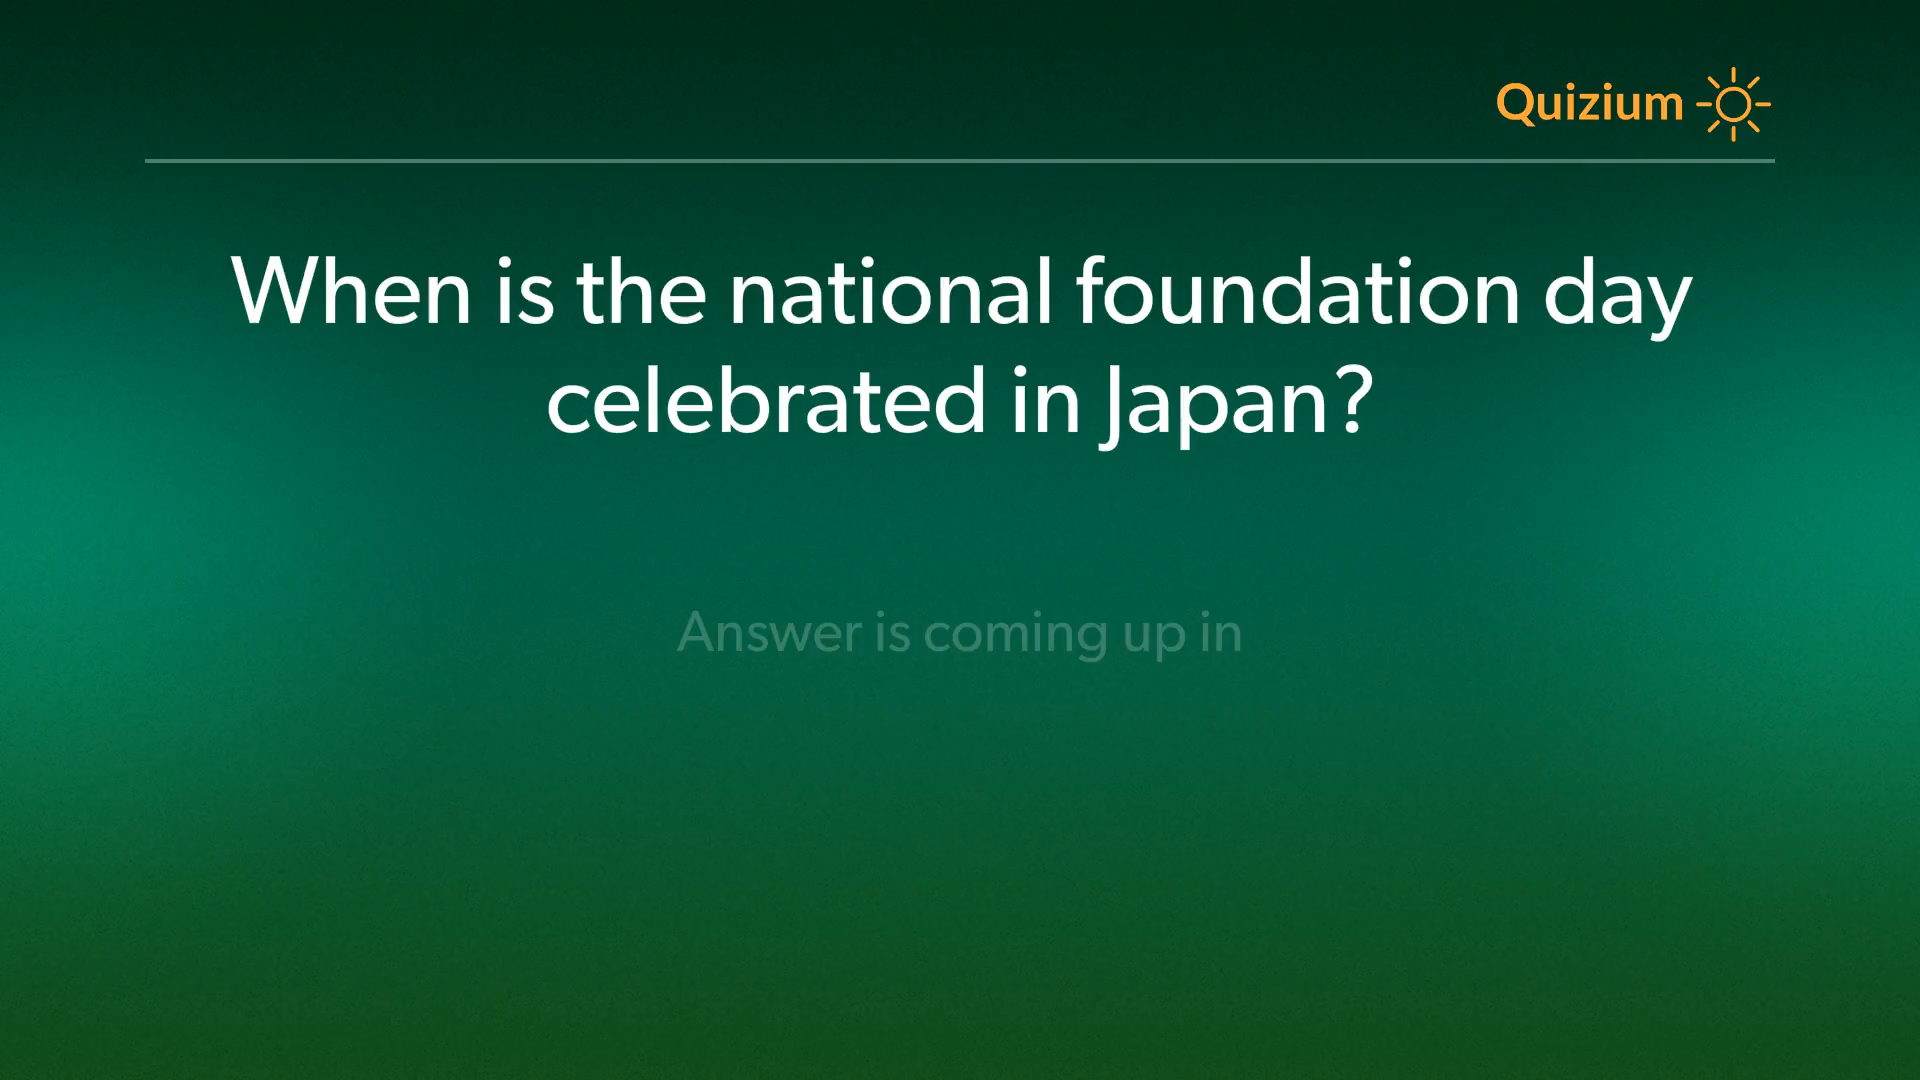 Quizium
When is the national foundation day
celebrated in Japan?
Answer is coming up in